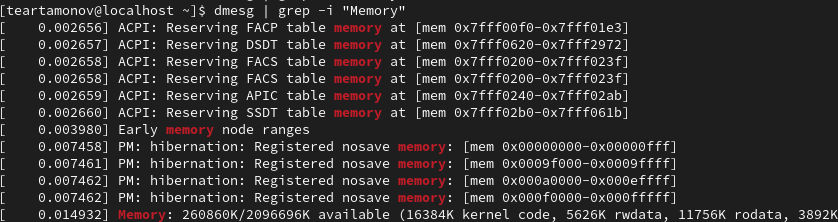 [teartamonov@localhost ~]$ dmesg | grep -i "Memory"
[    0.002656] ACPI: Reserving FACP table memory at [mem 0x7fff00f0-0x7fff01e3]
[    0.002657] ACPI: Reserving DSDT table memory at [mem 0x7fff0620-0x7fff2972]
[    0.002658] ACPI: Reserving FACS table memory at [mem 0x7fff0200-0x7fff023f]
[    0.002658] ACPI: Reserving FACS table memory at [mem 0x7fff0200-0x7fff023f]
[    0.002659] ACPI: Reserving APIC table memory at [mem 0x7fff0240-0x7fff02ab]
[    0.002660] ACPI: Reserving SSDT table memory at [mem 0x7fff02b0-0x7fff061b]
[    0.003980] Early memory node ranges
[    0.007458] PM: hibernation: Registered nosave memory: [mem 0x00000000-0x00000fff]
[    0.007461] PM: hibernation: Registered nosave memory: [mem 0x0009f000-0x0009ffff]
[    0.007462] PM: hibernation: Registered nosave memory: [mem 0x000a0000-0x000effff]
[    0.007462] PM: hibernation: Registered nosave memory: [mem 0x000f0000-0x000fffff]
[    0.014932] Memory: 260860K/2096696K available (16384K kernel code, 5626K rwdata, 11756K rodata, 3892K